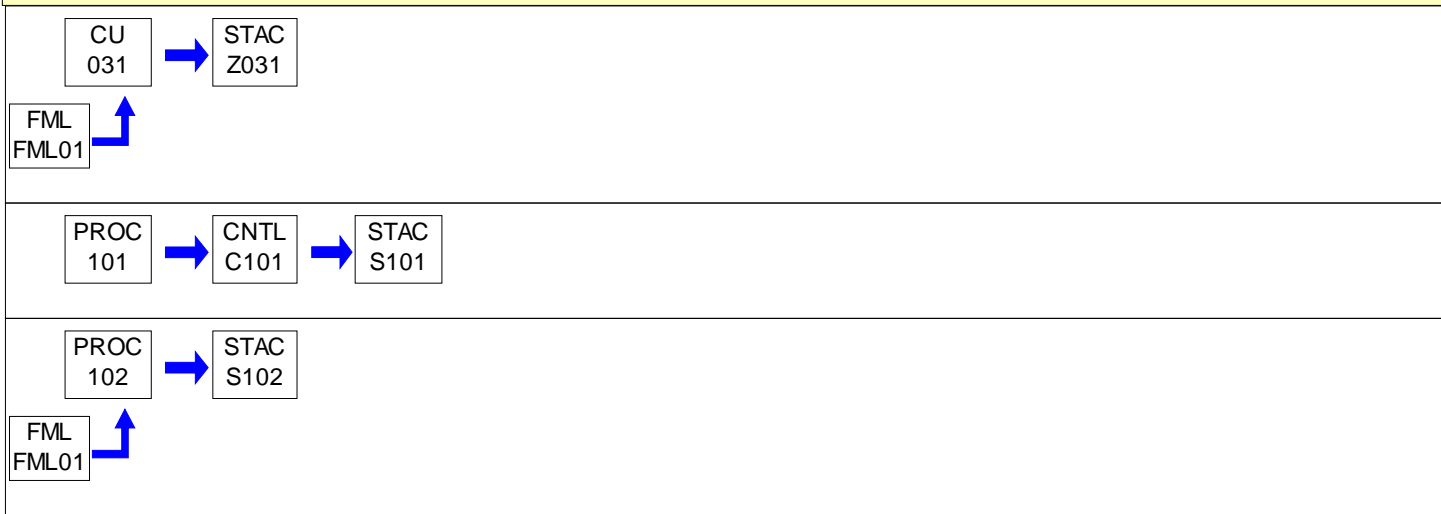 CU
031
STAC
Z031
FML
FML01
PROC
101
CNTL
C101
STAC
S101
PROC
102
STAC
S102
FML
FML01